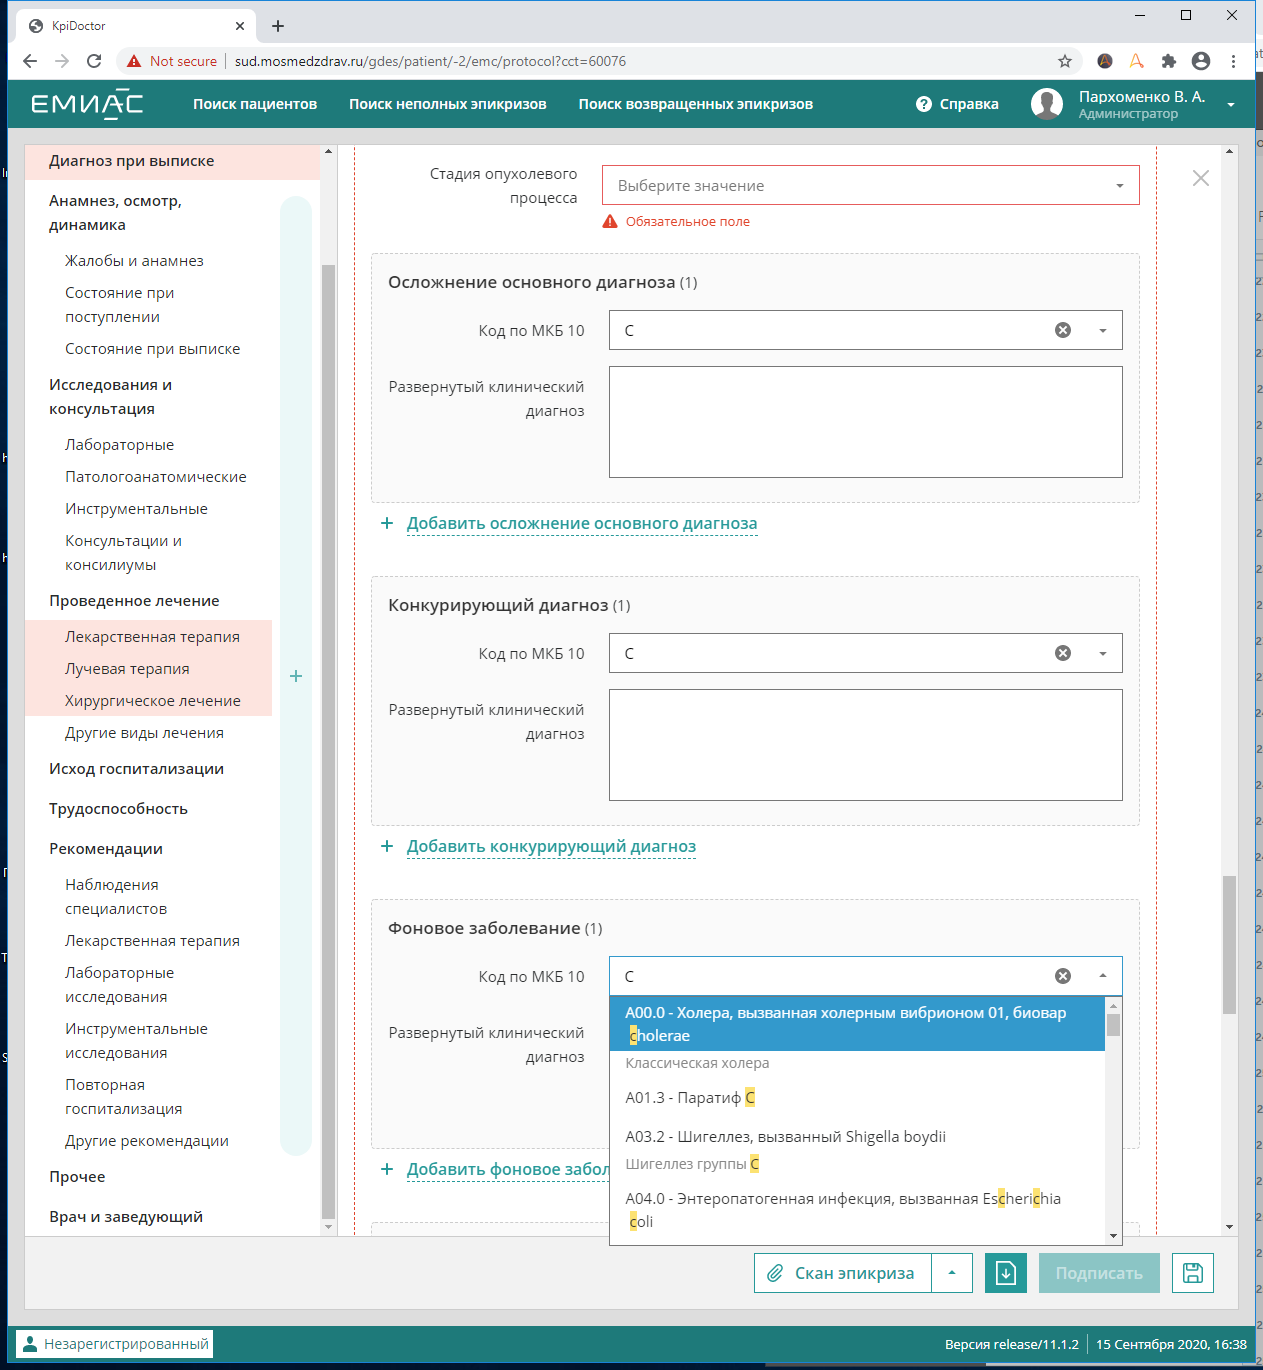 KpiDoctor
Not secure
sud.mosmedzdrav.ru/gdes/patient/-2/emc/protocol?cct=60076
ЕМИАС
Поиск пациентов
Поиск неполных эпикризов
Поиск возвращенных эпикризов
Справка
Пархоменко В. А.
Администратор
Диагноз при выписке
Анамнез, осмотр,
динамика
Жалобы и анамнез
Состояние при
поступлении
Состояние при выписке
Исследования и
консультация
Лабораторные
Патологоанатомические
Инструментальные
Консультации и
консилиумы
Проведенное лечение
Лекарственная терапия
Лучевая терапия
Хирургическое лечение
Другие виды лечения
Исход госпитализации
Трудоспособность
Рекомендации
Наблюдения
специалистов
Лекарственная терапия
Лабораторные
исследования
Инструментальные
исследования
Повторная
госпитализация
Другие рекомендации
Прочее
Врач и заведующий
Стадия опухолевого
процесса
Выберите значение
Обязательное поле
Осложнение основного диагноза (1)
Код по МКБ 10
С
Развернутый клинический
диагноз
+ Добавить осложнение основного диагноза
Конкурирующий диагноз (1)
Код по МКБ 10
С
Развернутый клинический
диагноз
+ Добавить конкурирующий диагноз
Фоновое заболевание (1)
Код по МКБ 10
С
Развернутый клинический
диагноз
A00.0 - Холера, вызванная холерным вибрионом 01, биовар
cholerae
Классическая холера
A01.3 - Паратиф C
A03.2 - Шигеллез, вызванный Shigella boydii
Шигеллез группы C
A04.0 - Энтеропатогенная инфекция, вызванная Escherichia
coli
+ Добавить фоновое забол
Скан эпикриза
Подписать
Незарегистрированный
Версия release/11.1.2
15 Сентября 2020, 16:38